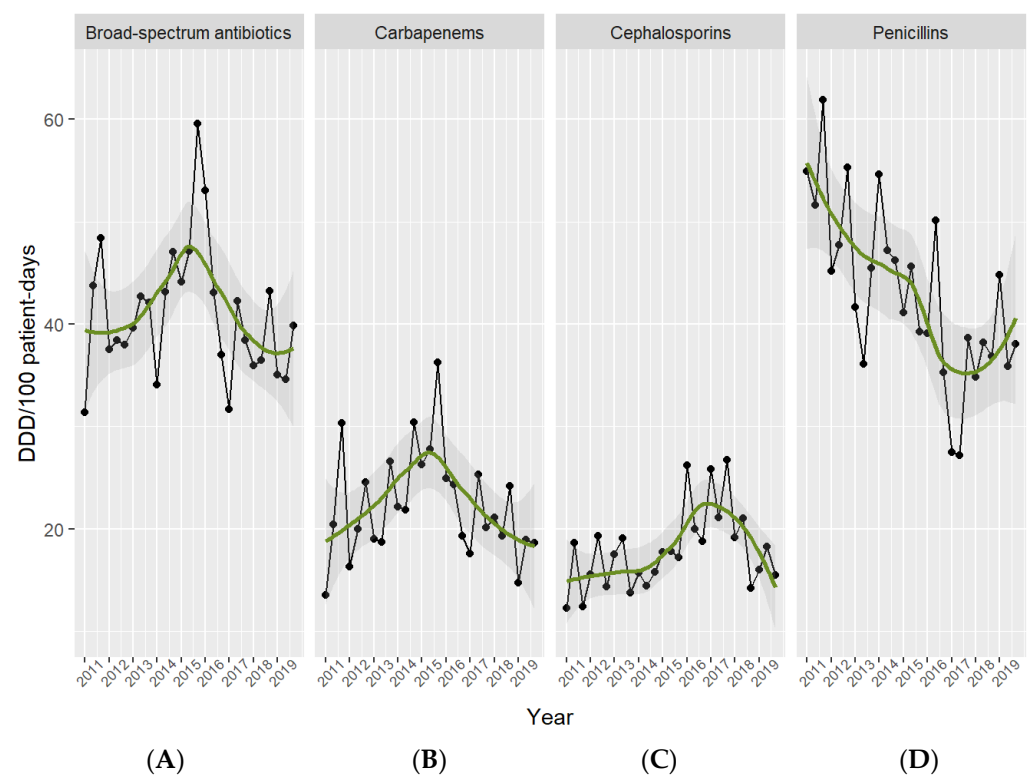 Broad-spectrum antibiotics
Carbapenems
Cephalosporins
Penicillins
DDD/100 patient-days
60
40
20
2011 2012 2013 2014 2015 2016 2017 2018 2019
2011 2012 2013 2014 2015 2016 2017 2018 2019
2011 2012 2013 2014 2015 2016 2017 2018 2019
2011 2012 2013 2014 2015 2016 2017 2018 2019
Year
(A)
(B)
(C)
(D)